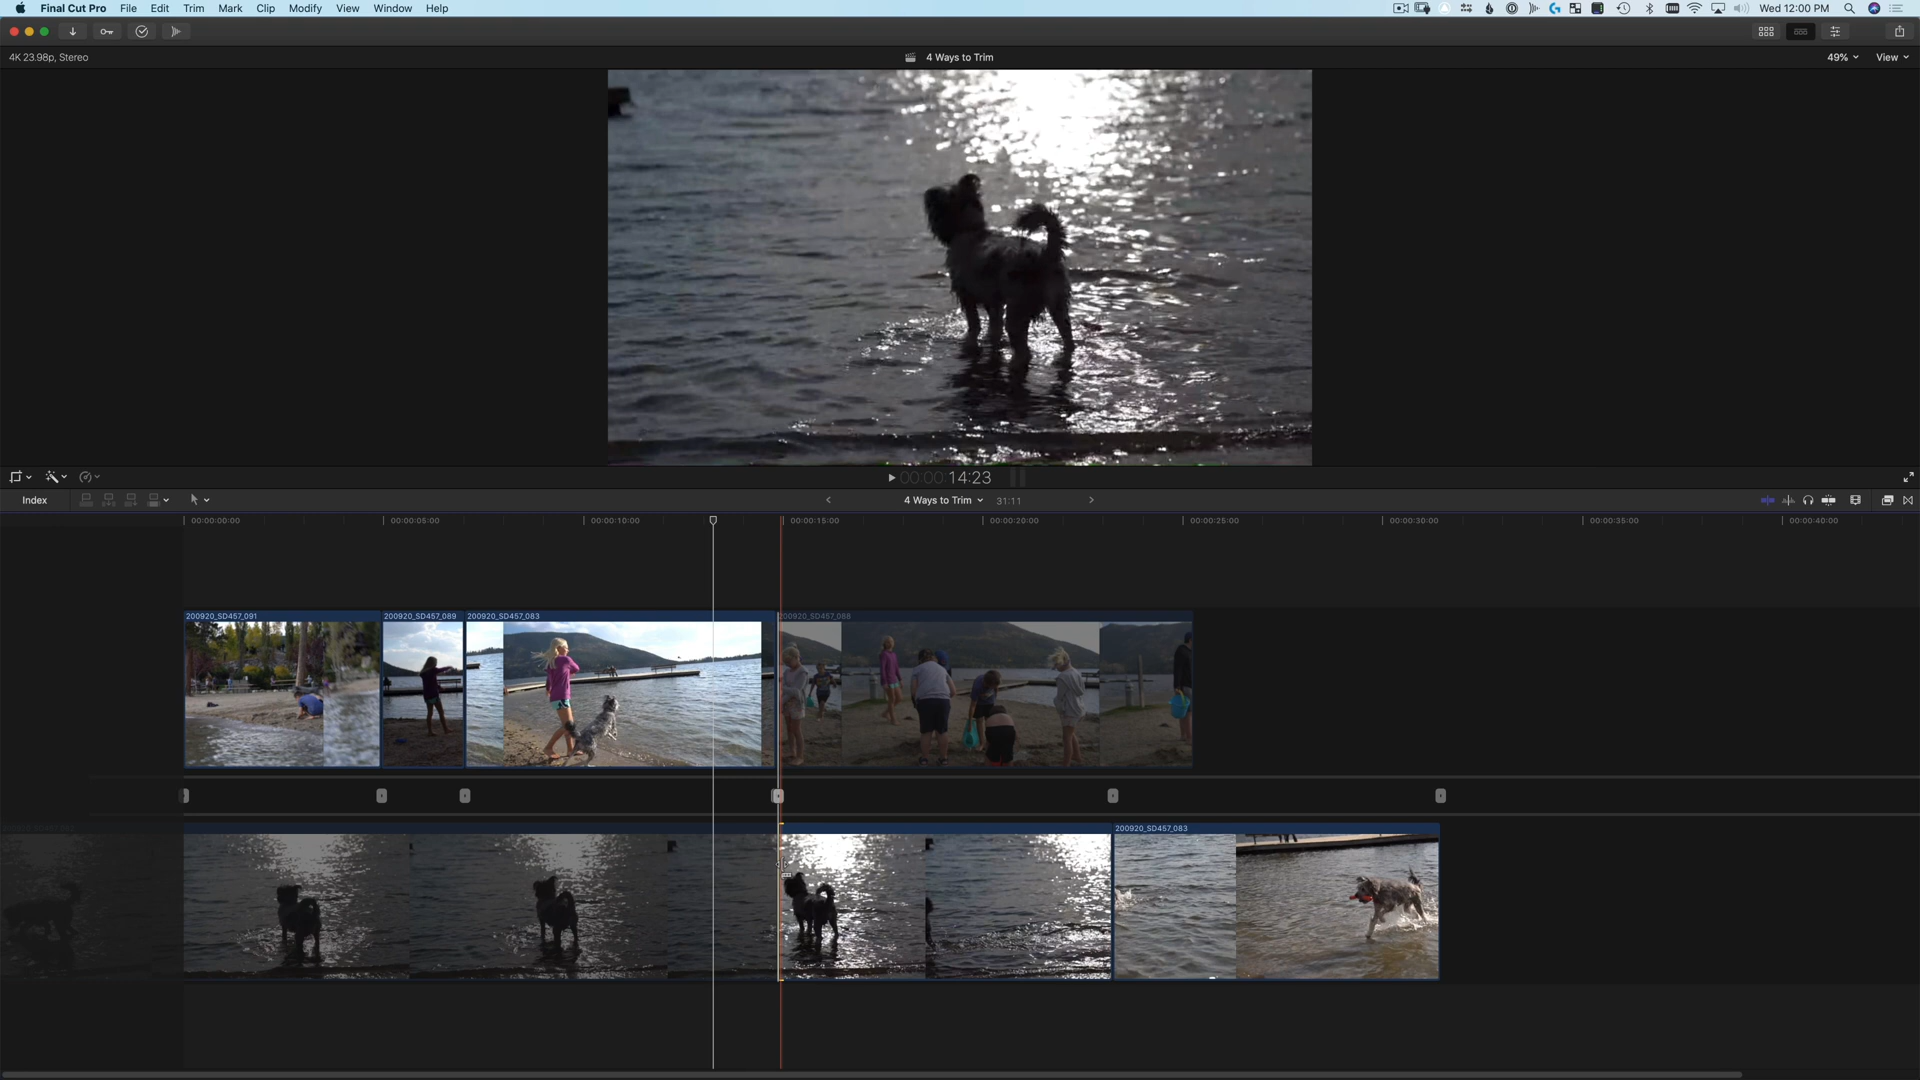 Final Cut Pro File Edit Trim Mark Clip Modify View Window Help Wed 12:00 PM
4K 23.98p, Stereo 4 Ways to Trim 49% View
00:00:14:23
Index 4 Ways to Trim 31:11
00:00:00:00 00:00:05:00 00:00:10:00 00:00:15:00 00:00:20:00 00:00:25:00 00:00:30:00 00:00:35:00 00:00:40:00
200920_SD457_091 200920_SD457_089 200920_SD457_083 200920_SD457_088
200920_SD457_083